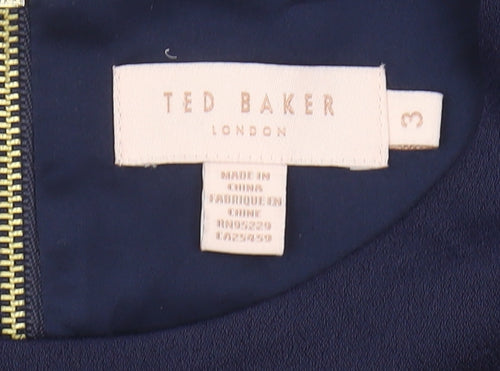 TED BAKER
LONDON
3
MADE IN
CHINA
FABRIQUE EN
CHINE
RN95229
CA25459